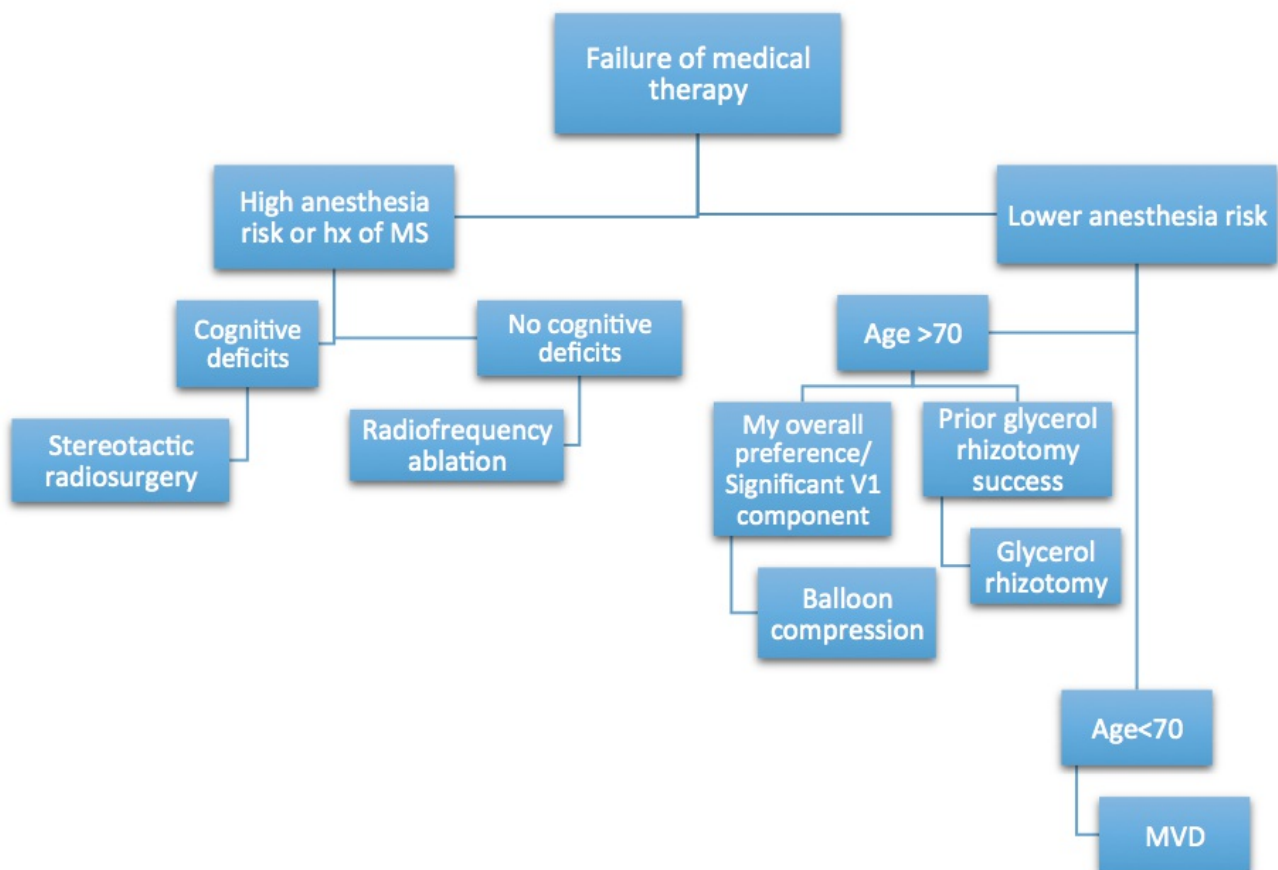 Failure of medical
therapy
High anesthesia
risk or hx of MS
Lower anesthesia risk
Cognitive
deficits
No cognitive
deficits
Age >70
Stereotactic
radiosurgery
Radiofrequency
ablation
My overall
preference/
Significant V1
component
Prior glycerol
rhizotomy
success
Balloon
compression
Glycerol
rhizotomy
Age<70
MVD